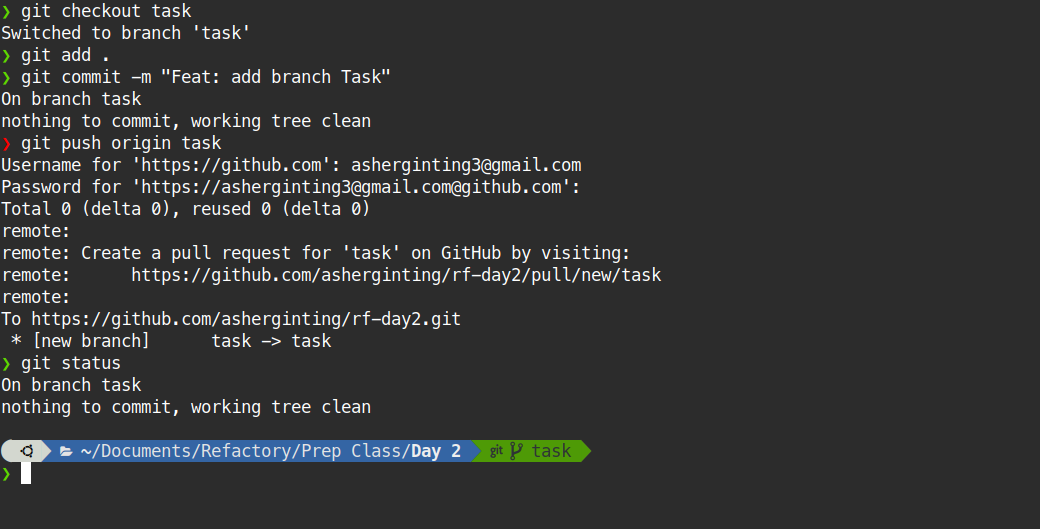 ❯ git checkout task
Switched to branch 'task'
❯ git add .
❯ git commit -m "Feat: add branch Task"
On branch task
nothing to commit, working tree clean
❯ git push origin task
Username for 'https://github.com': asherginting3@gmail.com
Password for 'https://asherginting3@gmail.com@github.com':
Total 0 (delta 0), reused 0 (delta 0)
remote:
remote: Create a pull request for 'task' on GitHub by visiting:
remote:      https://github.com/asherginting/rf-day2/pull/new/task
remote:
To https://github.com/asherginting/rf-day2.git
 * [new branch]      task -> task
❯ git status
On branch task
nothing to commit, working tree clean
~/Documents/Refactory/Prep Class/Day 2 git task
❯